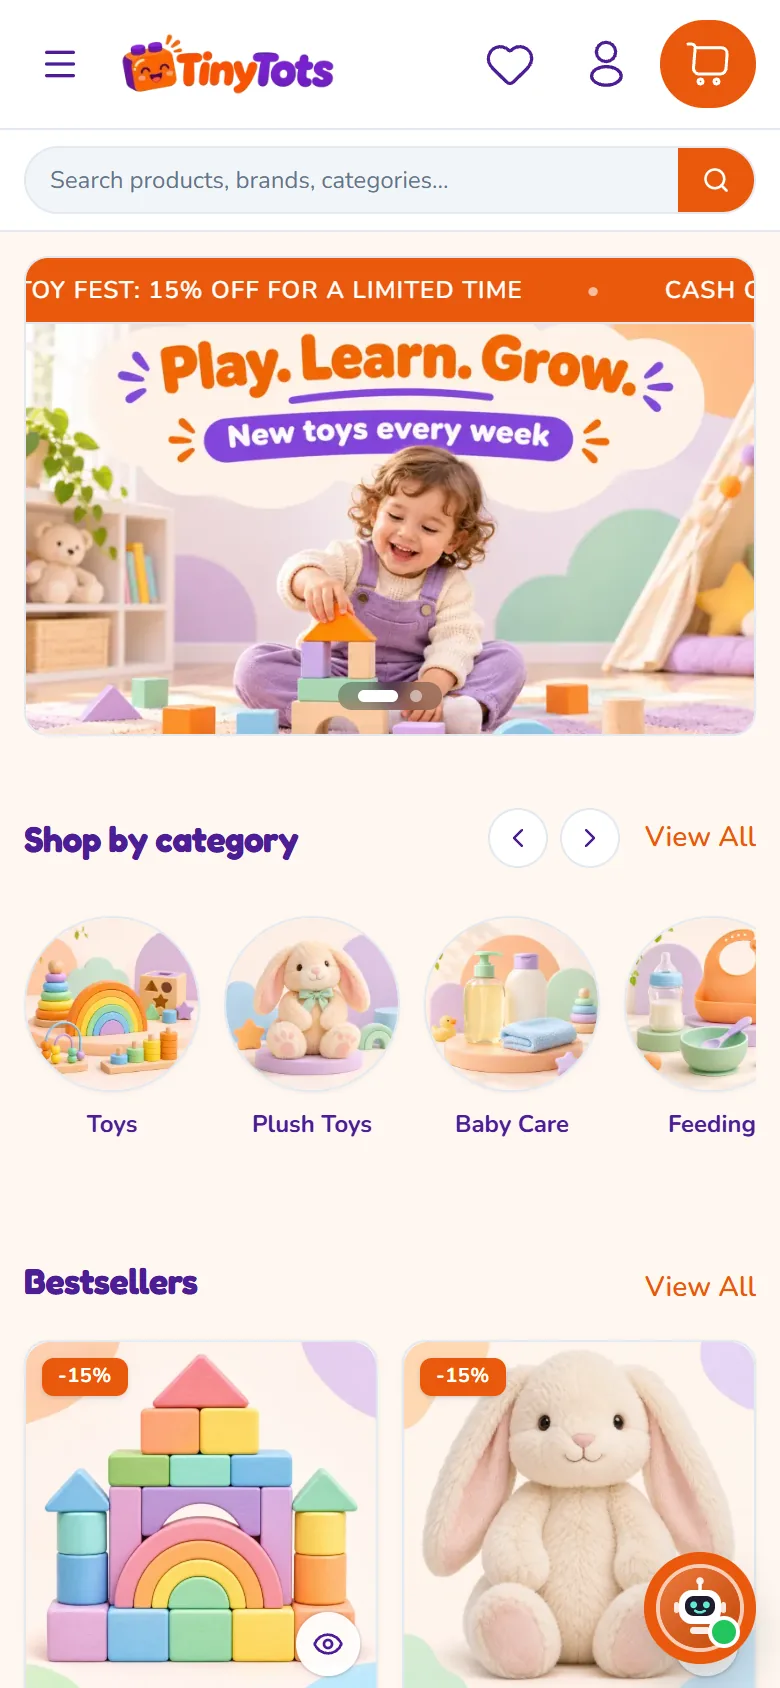 TinyTots
Search products, brands, categories...
TOY FEST: 15% OFF FOR A LIMITED TIME • CASH
Play. Learn. Grow.
New toys every week
Shop by category
View All
Toys
Plush Toys
Baby Care
Feeding
Bestsellers
View All
-15%
-15%